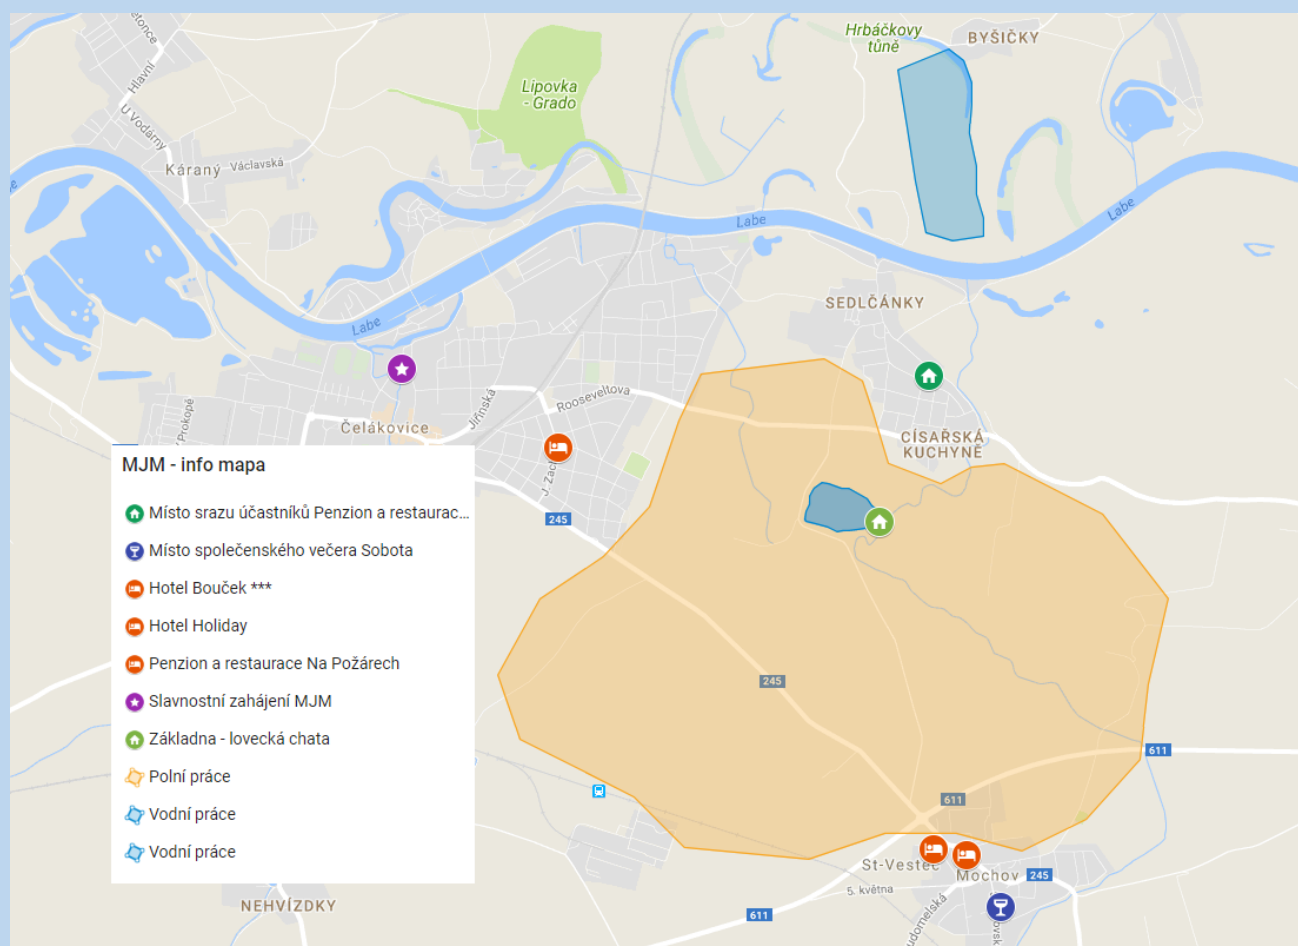 Hlavní
U Vodárny
Káraný
Václavská
Lipovka
- Grado
Hrbáčkovy
tůně
BYŠIČKY
Labe
Labe
Labe
SEDLČÁNKY
Jiřinská
Rooseveltova
Čelákovice
Prokopě
J. Zach
CÍSAŘSKÁ
KUCHYNĚ
245
245
611
611
MJM - info mapa
Místo srazu účastníků Penzion a restaurac...
Místo společenského večera Sobota
Hotel Bouček ***
Hotel Holiday
Penzion a restaurace Na Požárech
Slavnostní zahájení MJM
Základna - lovecká chata
Polní práce
Vodní práce
Vodní práce
St-Vestec
Mochov
245
5. května
611
NEHVÍZDKY